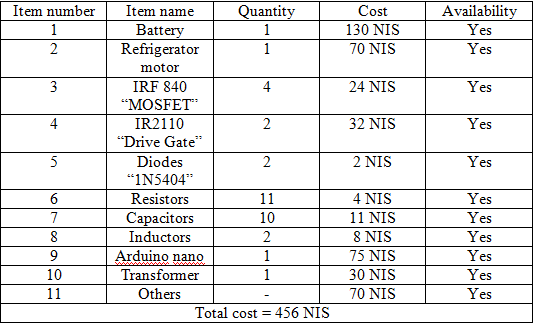 Item number Item name Quantity Cost Availability
1 Battery 1 130 NIS Yes
2 Refrigerator motor 1 70 NIS Yes
3 IRF 840 “MOSFET” 4 24 NIS Yes
4 IR2110 “Drive Gate” 2 32 NIS Yes
5 Diodes “1N5404” 2 2 NIS Yes
6 Resistors 11 4 NIS Yes
7 Capacitors 10 11 NIS Yes
8 Inductors 2 8 NIS Yes
9 Arduino nano 1 75 NIS Yes
10 Transformer 1 30 NIS Yes
11 Others - 70 NIS Yes
Total cost = 456 NIS